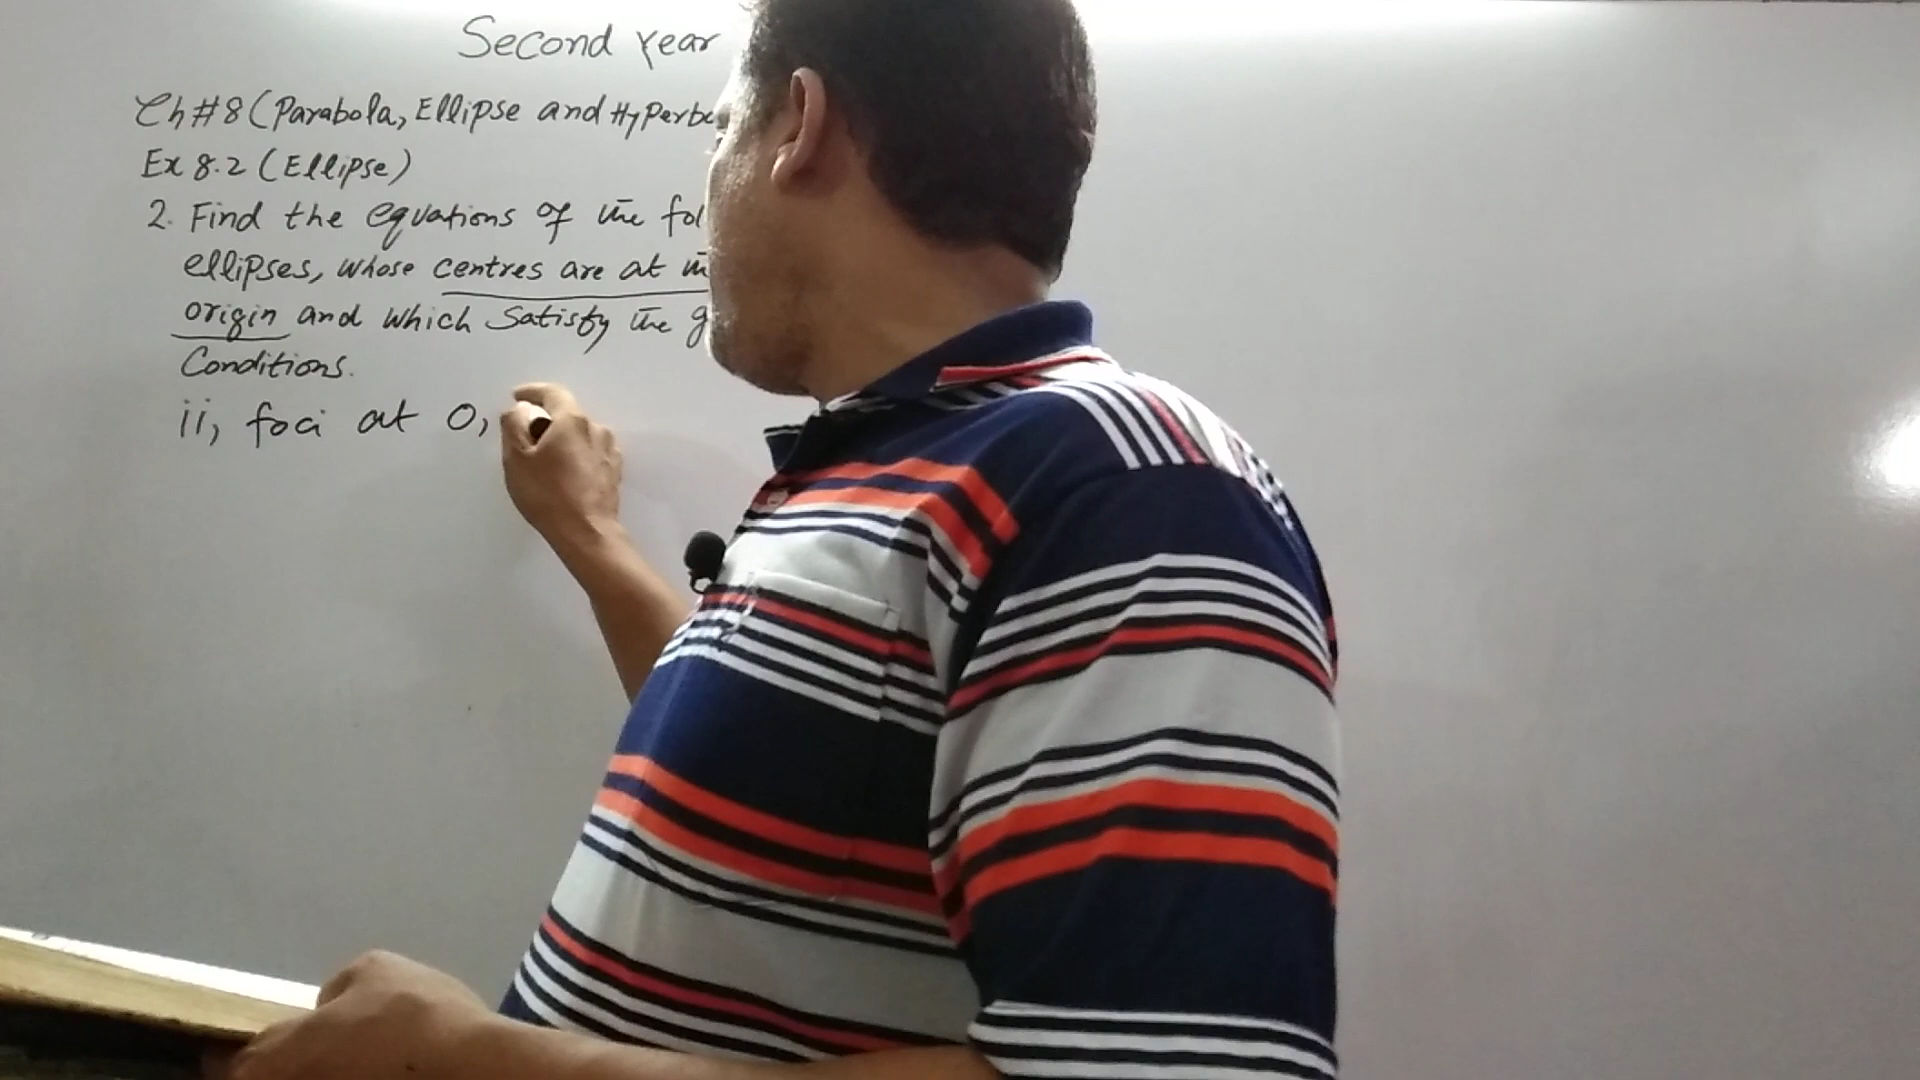 Second Year
Ch#8 (Parabola, Ellipse and Hyperb
Ex 8.2 (Ellipse)
2. Find the equations of the fol
ellipses, whose centres are at
origin and which Satisfy the g
Conditions.
ii, foci at 0,